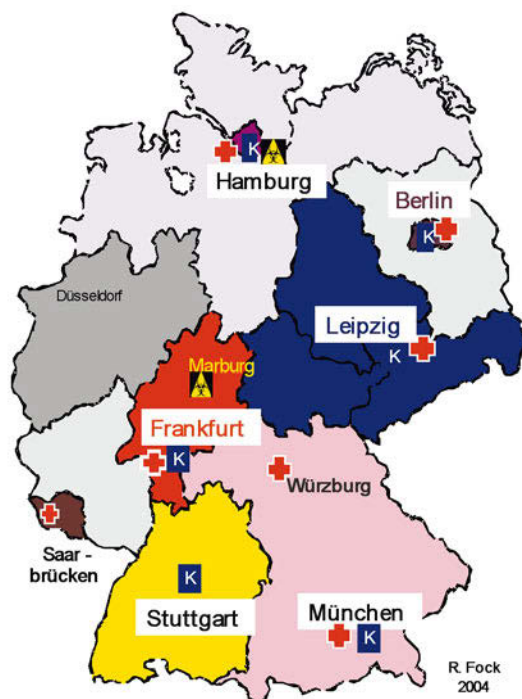 K
Hamburg
Berlin
K
Düsseldorf
Leipzig
K
Marburg
Frankfurt
K
Würzburg
Saar -
brücken
K
Stuttgart
München
K
R. Fock
2004